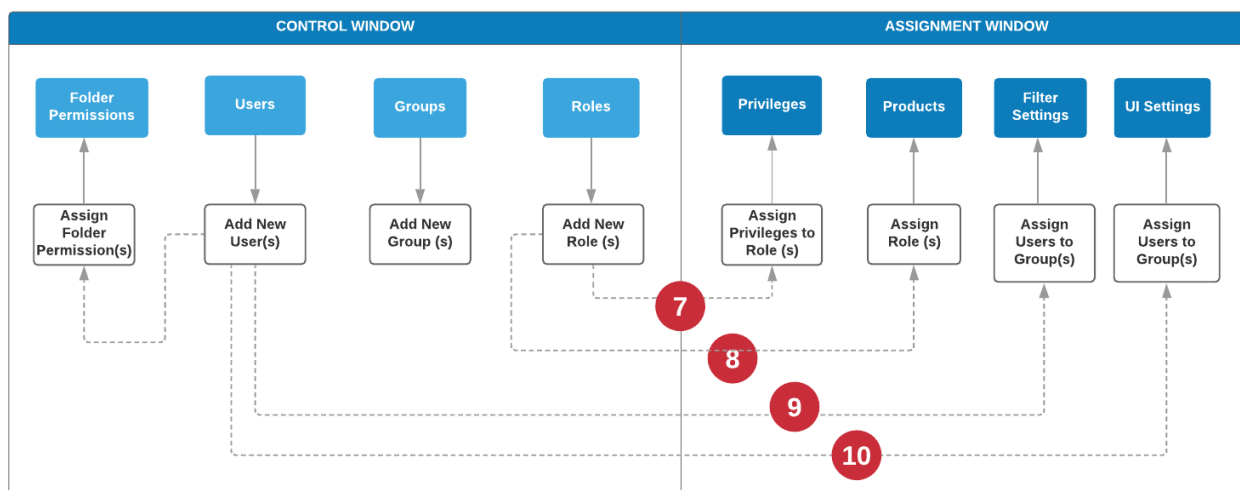 CONTROL WINDOW
ASSIGNMENT WINDOW
Folder
Permissions
Users
Groups
Roles
Privileges
Products
Filter
Settings
UI Settings
Assign
Folder
Permission(s)
Add New
User(s)
Add New
Group (s)
Add New
Role (s)
Assign
Privileges to
Role (s)
Assign
Role (s)
Assign
Users to
Group(s)
Assign
Users to
Group(s)
7
8
9
10